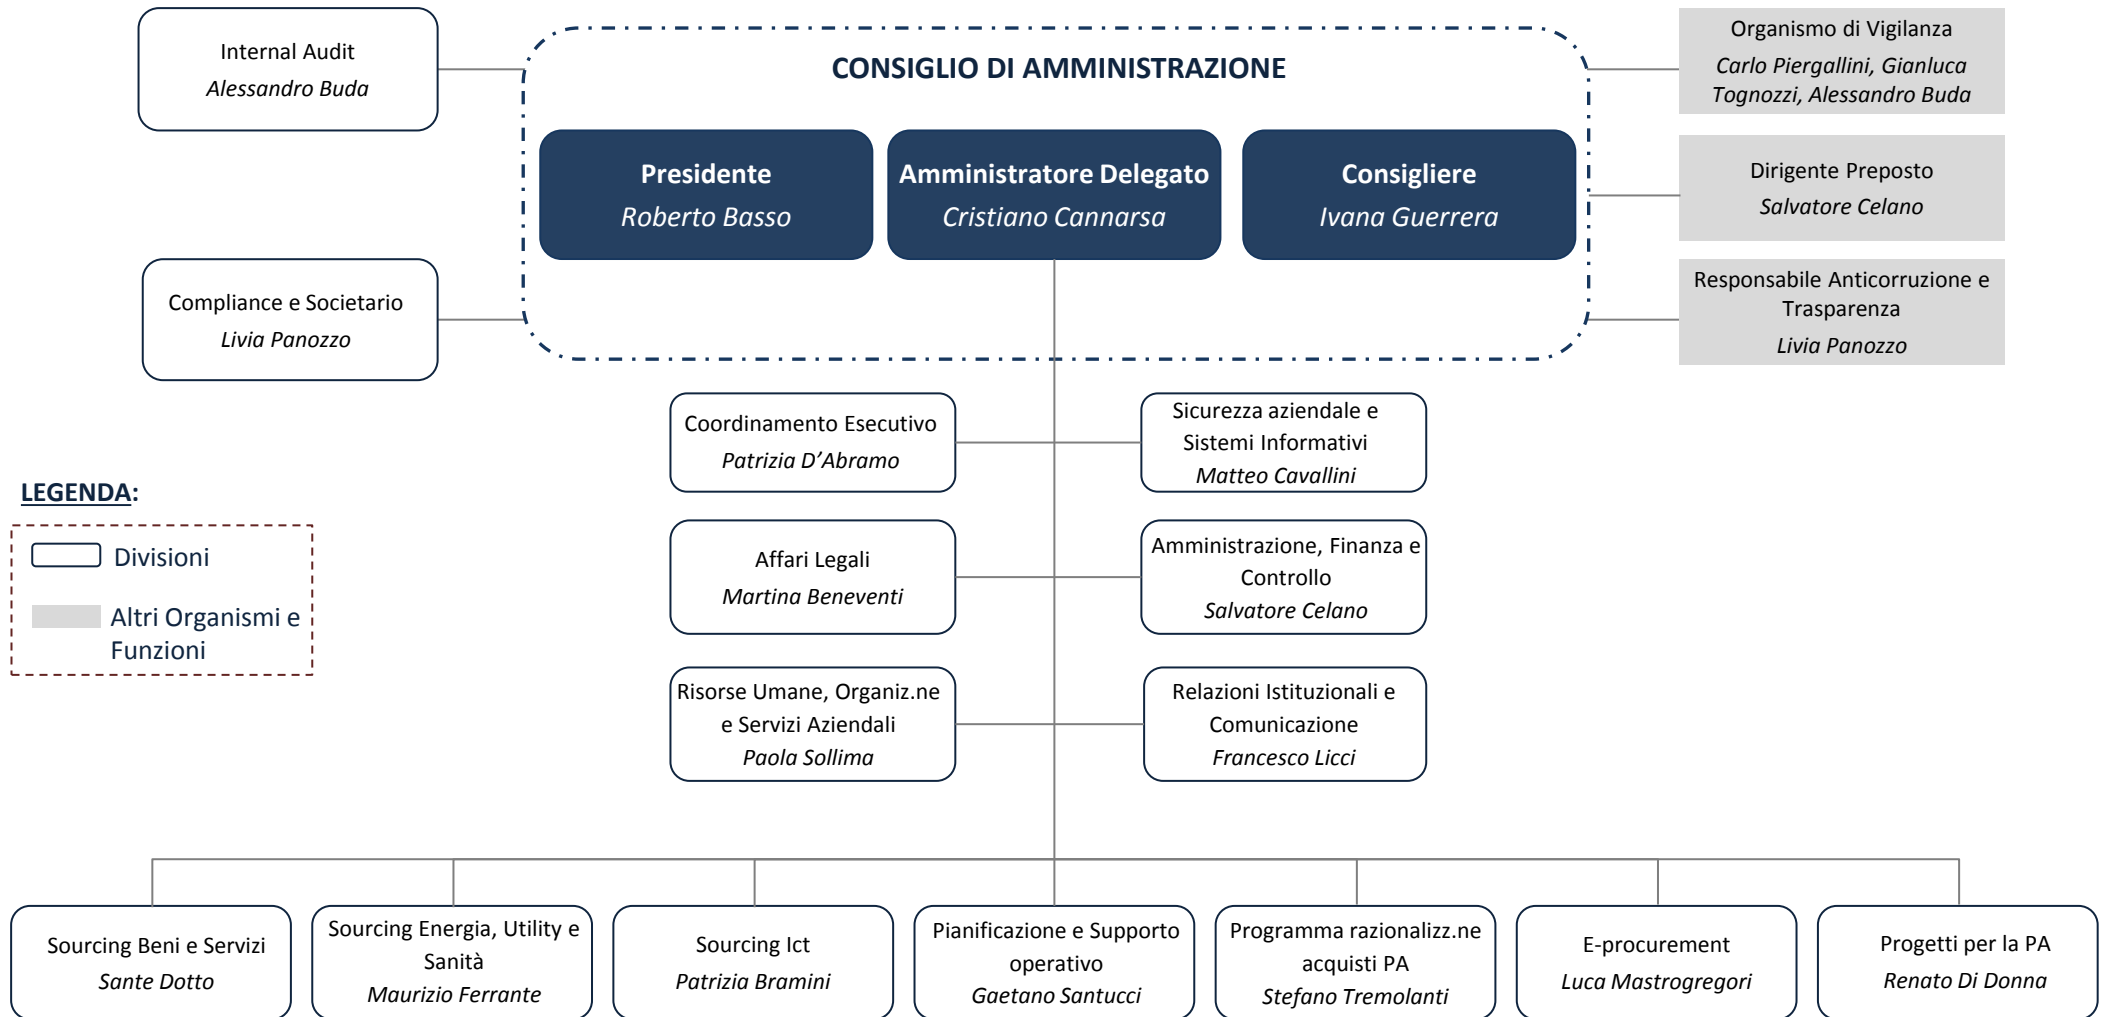 Internal Audit
Alessandro Buda
CONSIGLIO DI AMMINISTRAZIONE
Organismo di Vigilanza
Carlo Piergallini, Gianluca
Tognozzi, Alessandro Buda
Presidente
Roberto Basso
Amministratore Delegato
Cristiano Cannarsa
Consigliere
Ivana Guerrera
Dirigente Preposto
Salvatore Celano
Compliance e Societario
Livia Panozzo
Responsabile Anticorruzione e
Trasparenza
Livia Panozzo
Coordinamento Esecutivo
Patrizia D’Abramo
Sicurezza aziendale e
Sistemi Informativi
Matteo Cavallini
LEGENDA:
Divisioni
Altri Organismi e
Funzioni
Affari Legali
Martina Beneventi
Amministrazione, Finanza e
Controllo
Salvatore Celano
Risorse Umane, Organiz.ne
e Servizi Aziendali
Paola Sollima
Relazioni Istituzionali e
Comunicazione
Francesco Licci
Sourcing Beni e Servizi
Sante Dotto
Sourcing Energia, Utility e
Sanità
Maurizio Ferrante
Sourcing Ict
Patrizia Bramini
Pianificazione e Supporto
operativo
Gaetano Santucci
Programma razionalizz.ne
acquisti PA
Stefano Tremolanti
E-procurement
Luca Mastrogregori
Progetti per la PA
Renato Di Donna